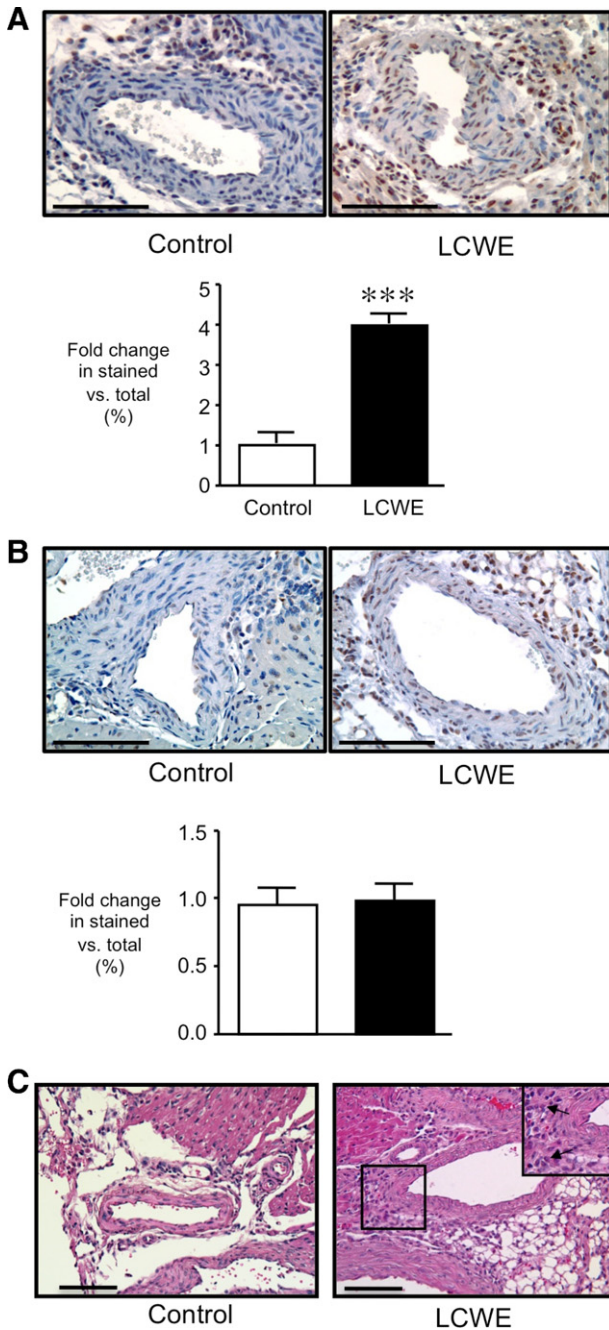 A
Control
LCWE
***
Fold change
in stained
vs. total
(%)
5
4
3
2
1
0
Control
LCWE
B
Control
LCWE
Fold change
in stained
vs. total
(%)
1.5
1.0
0.5
0.0
C
Control
LCWE